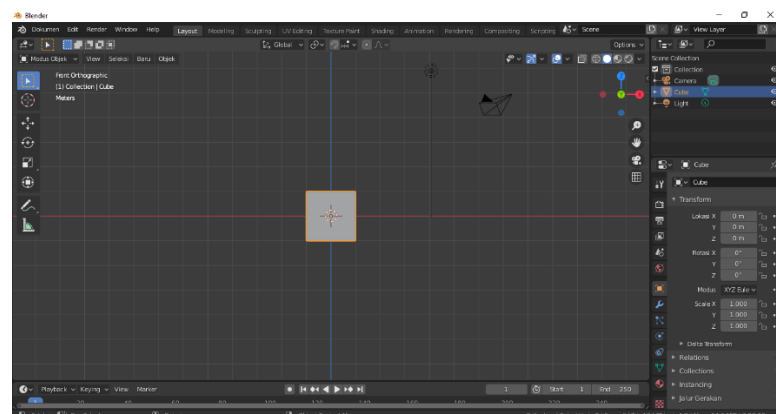 Blender
Dokumen Edit Render Window Help
Layout Modeling Sculpting UV Editing Texture Paint Shading Animation Rendering Compositing Scripting
Scene
View Layer
Global
Options
Modus Objek View Seleksi Baru Objek
Front Orthographic
(1) Collection | Cube
Meters
Scene Collection
Collection
Camera
Cube
Light
Cube
Cube
Transform
Lokasi X 0 m
Y 0 m
Z 0 m
Rotasi X 0°
Y 0°
Z 0°
Modus XYZ Euler
Scale X 1.000
Y 1.000
Z 1.000
Delta Transform
Relations
Collections
Instancing
Jalur Gerakan
Playback Keying View Marker
1 Start 1 End 250